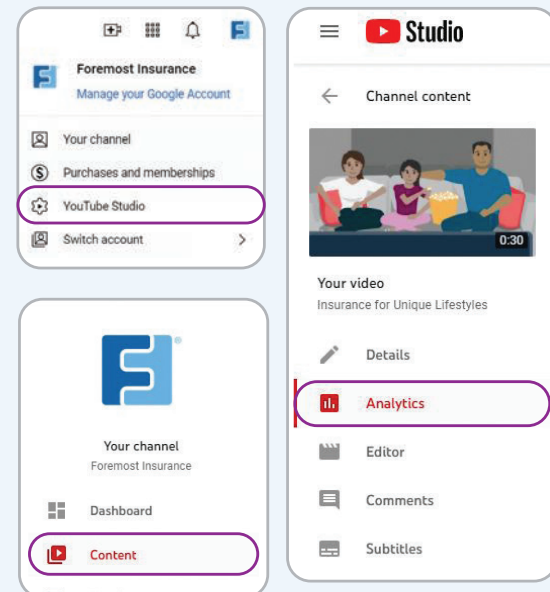 Foremost Insurance
Manage your Google Account
Your channel
Purchases and memberships
YouTube Studio
Switch account
Your channel
Foremost Insurance
Dashboard
Content
Studio
Channel content
0:30
Your video
Insurance for Unique Lifestyles
Details
Analytics
Editor
Comments
Subtitles